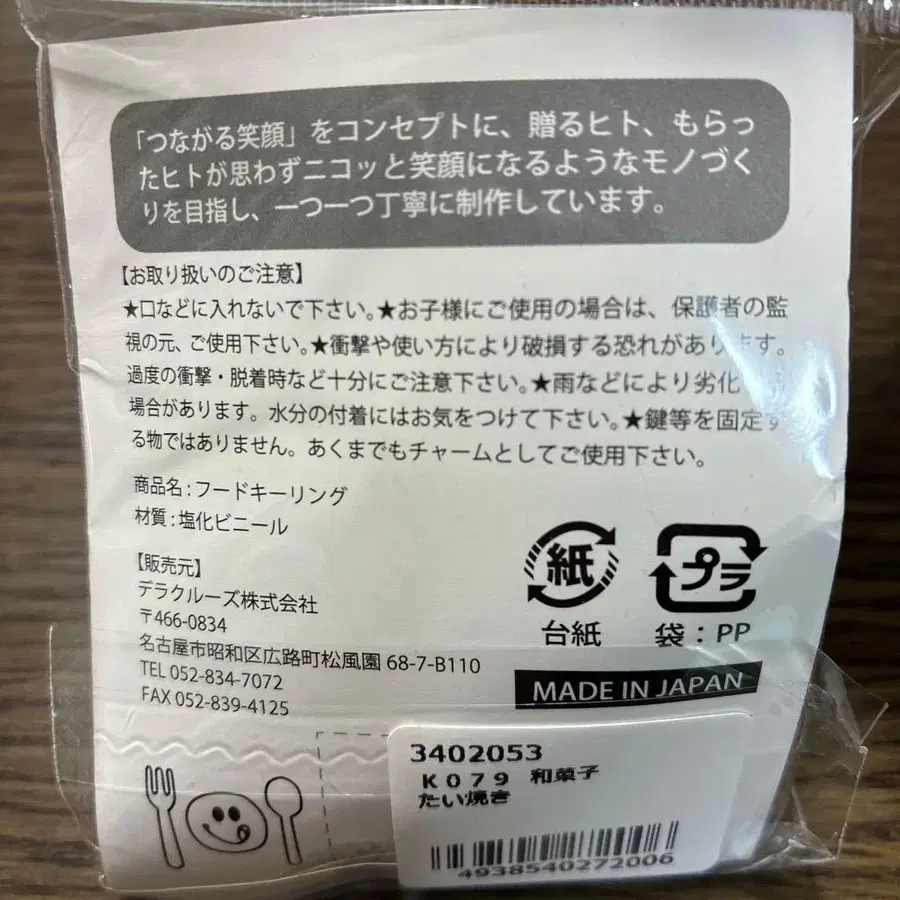 「つながる笑顔」をコンセプトに、贈るヒト、もらっ
たヒトが思わずニコッと笑顔になるようなモノづく
りを目指し、一つ一つ丁寧に制作しています。
【お取り扱いのご注意】
★口などに入れないで下さい。★お子様にご使用の場合は、保護者の監
視の元、ご使用下さい。★衝撃や使い方により破損する恐れがあります。
過度の衝撃・脱着時など十分にご注意下さい。★雨などにより劣化
場合があります。水分の付着にはお気をつけて下さい。★鍵等を固定す
る物ではありません。あくまでもチャームとしてご使用下さい。
商品名:フードキーリング
材質:塩化ビニール
【販売元】
デラクルーズ株式会社
〒466-0834
名古屋市昭和区広路町松風園 68-7-B110
TEL 052-834-7072
FAX 052-839-4125
紙
台紙
プラ
袋:PP
MADE IN JAPAN
3402053
K079 和菓子
たい焼き
4938540272006